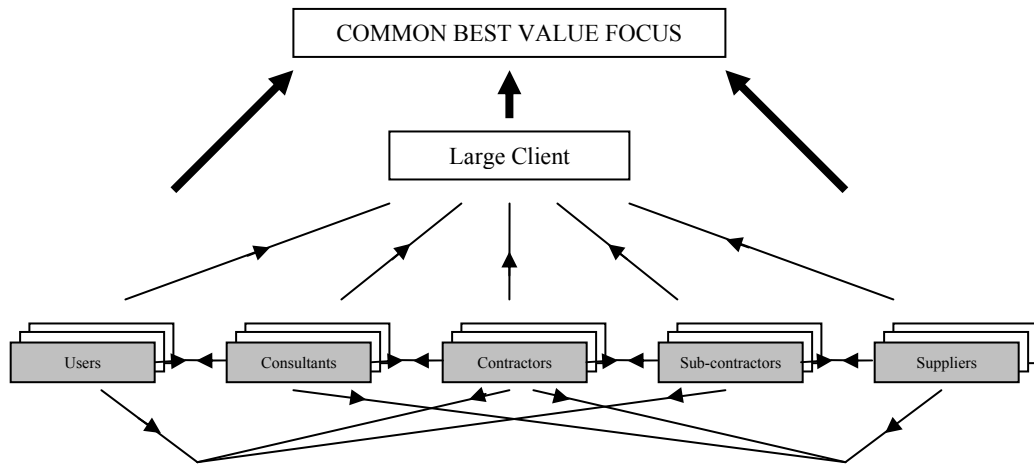 COMMON BEST VALUE FOCUS
Large Client
Users
Consultants
Contractors
Sub-contractors
Suppliers